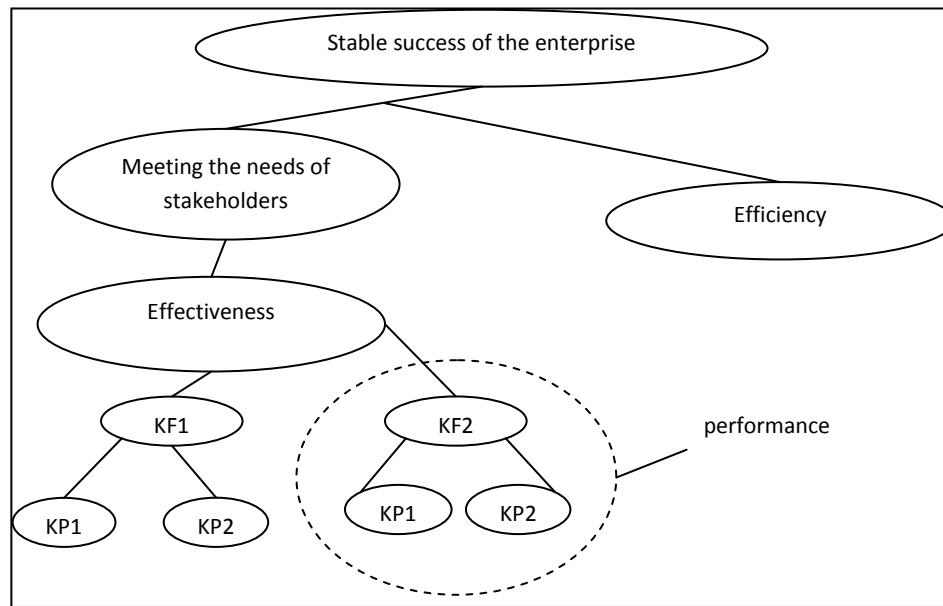 Stable success of the enterprise
Meeting the needs of
stakeholders
Efficiency
Effectiveness
KF1
KF2
performance
KP1
KP2
KP1
KP2